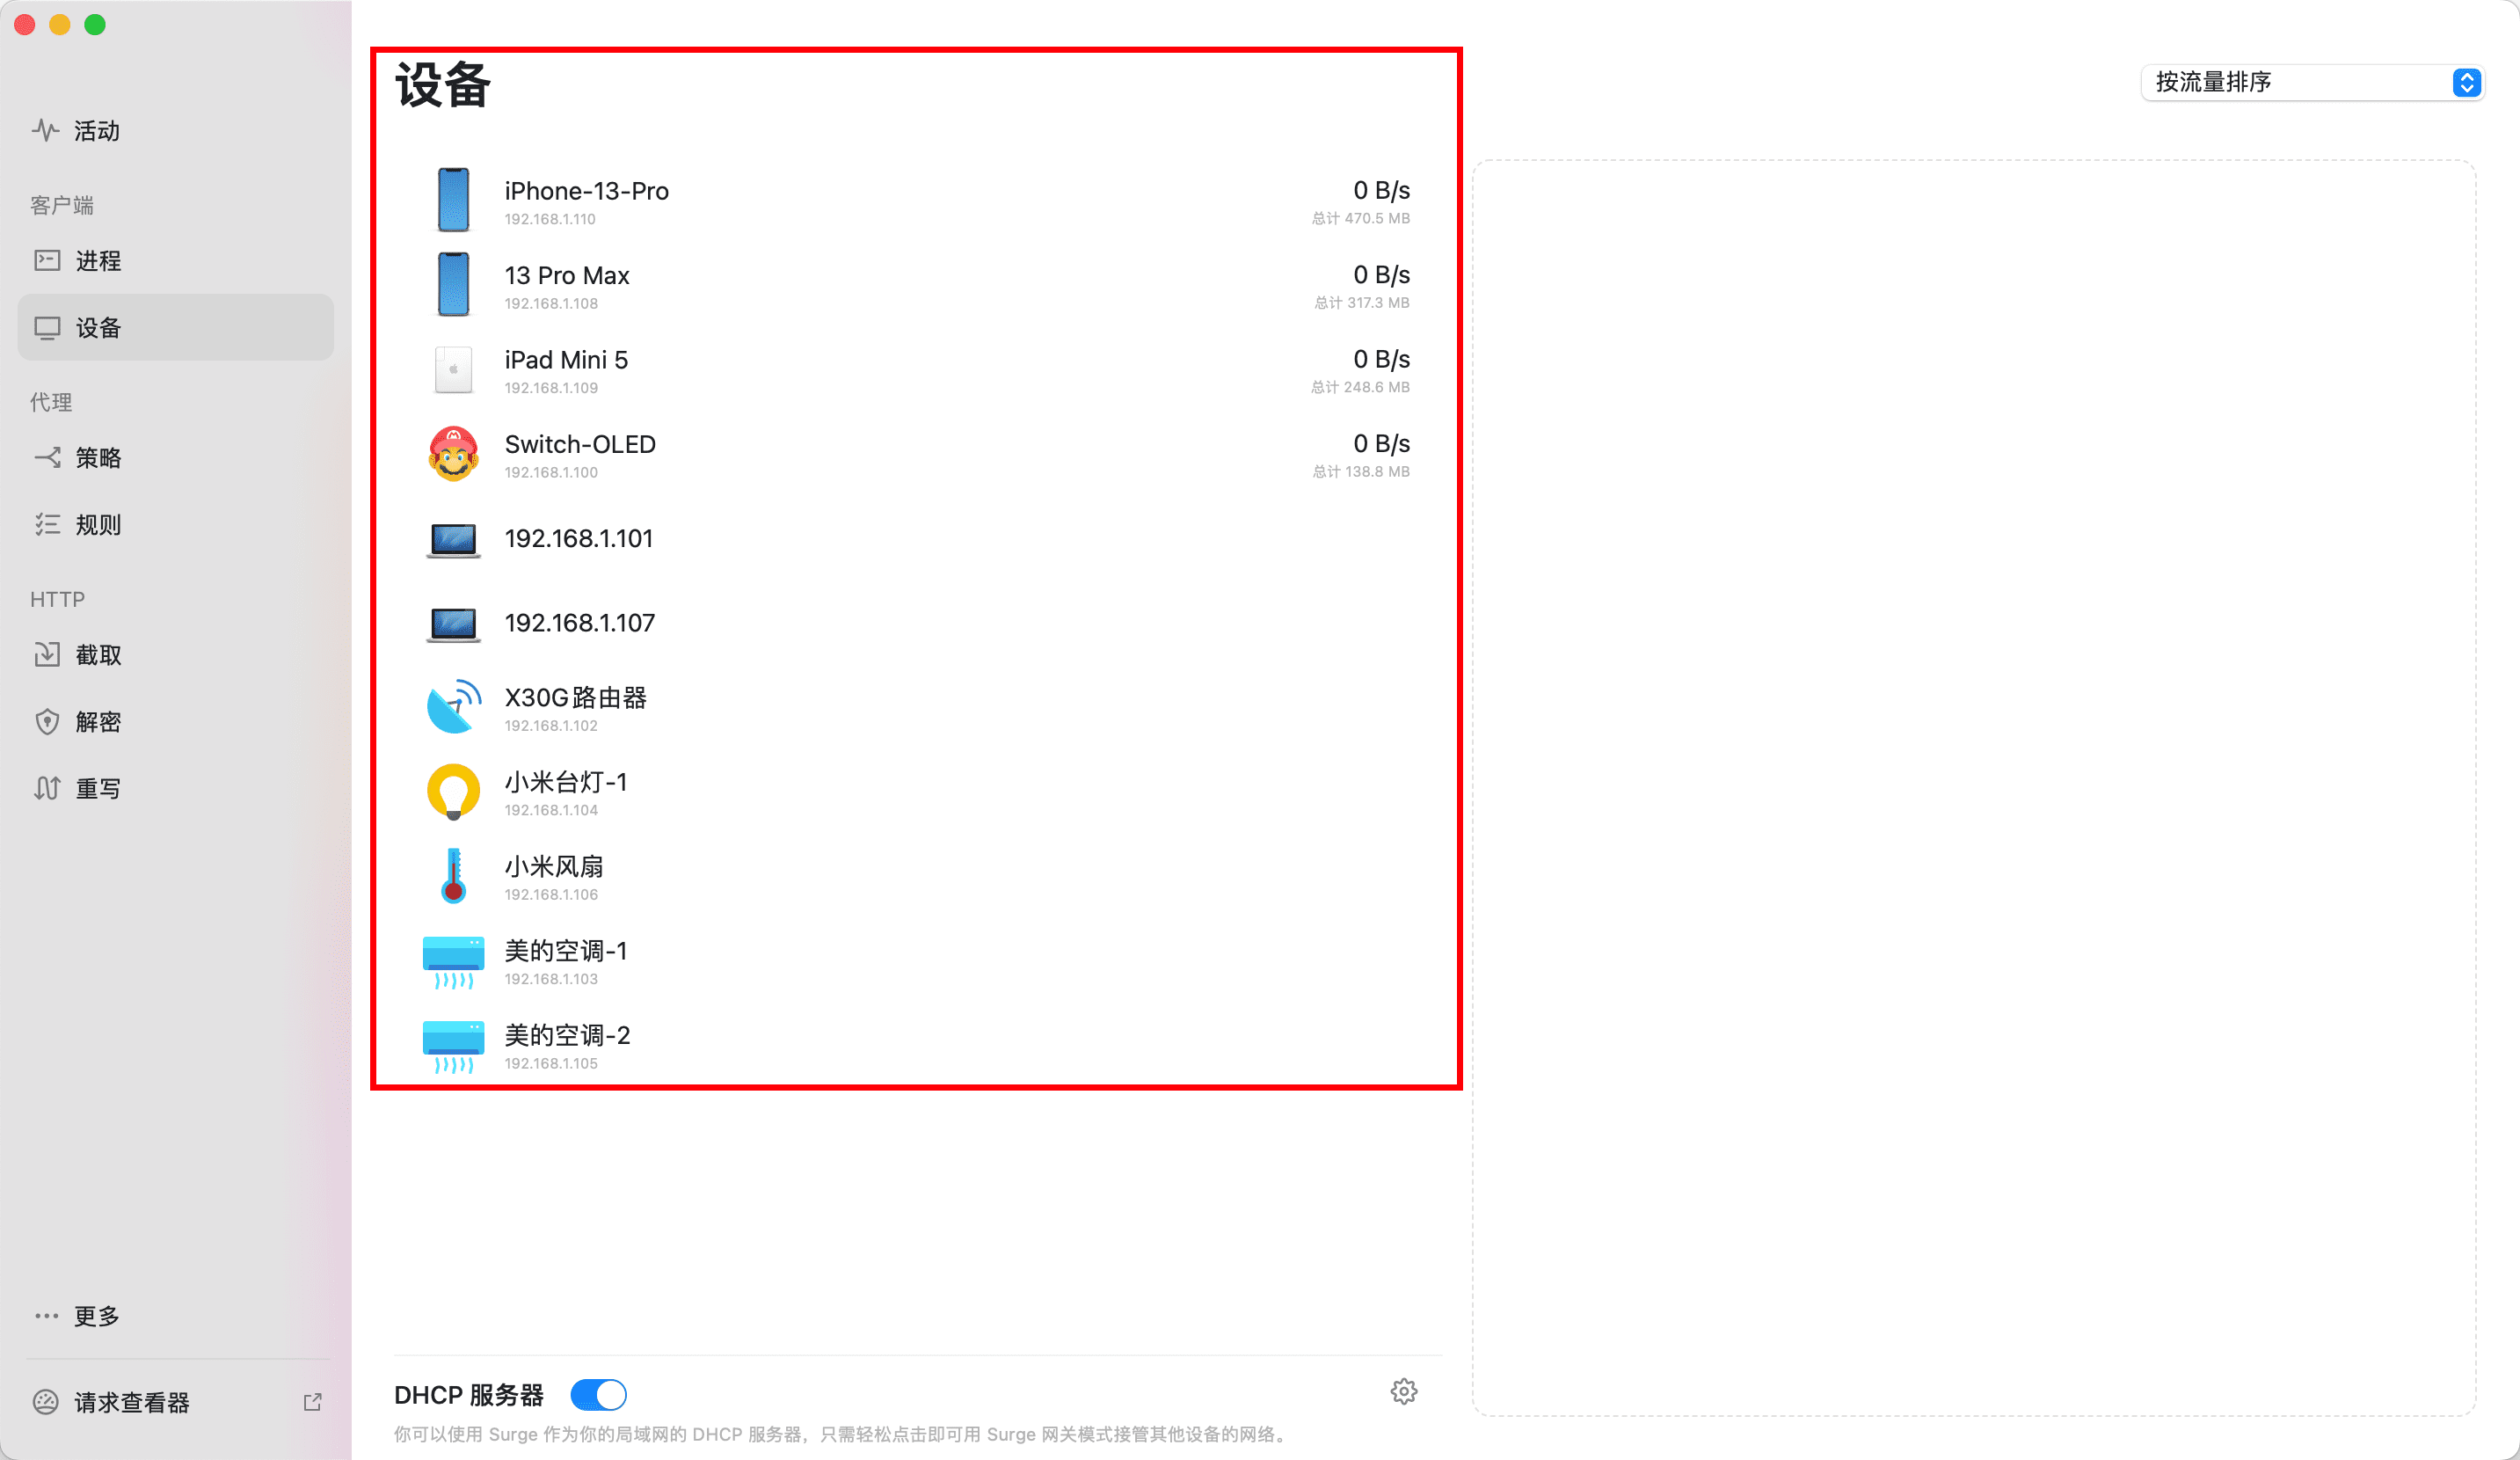 活动
客户端
进程
设备
代理
策略
规则
HTTP
截取
解密
重写
更多
请求查看器
设备
按流量排序
iPhone-13-Pro
192.168.1.110
0 B/s
总计 470.5 MB
13 Pro Max
192.168.1.108
0 B/s
总计 317.3 MB
iPad Mini 5
192.168.1.109
0 B/s
总计 248.6 MB
Switch-OLED
192.168.1.100
0 B/s
总计 138.8 MB
192.168.1.101
192.168.1.107
X30G路由器
192.168.1.102
小米台灯-1
192.168.1.104
小米风扇
192.168.1.106
美的空调-1
192.168.1.103
美的空调-2
192.168.1.105
DHCP 服务器
你可以使用 Surge 作为你的局域网的 DHCP 服务器，只需轻松点击即可用 Surge 网关模式接管其他设备的网络。